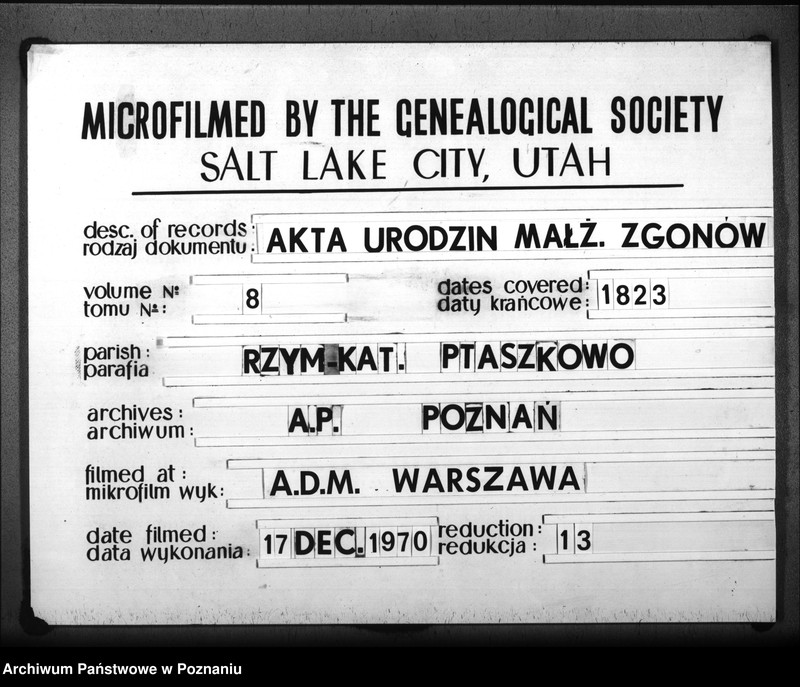 MICROFILMED BY THE GENEALOGICAL SOCIETY
SALT LAKE CITY, UTAH
desc. of records:
rodzaj dokumentu: AKTA URODZIN MAŁŻ. ZGONÓW
volume №
tomu №: 8
dates covered:
daty krańcowe: 1823
parish:
parafia RZYM-KAT. PTASZKOWO
archives:
archiwum: A.P. POZNAŃ
filmed at:
mikrofilm wyk: A.D.M. WARSZAWA
date filmed:
data wykonania: 17 DEC. 1970
reduction:
redukcja: 13
Archiwum Państwowe w Poznaniu